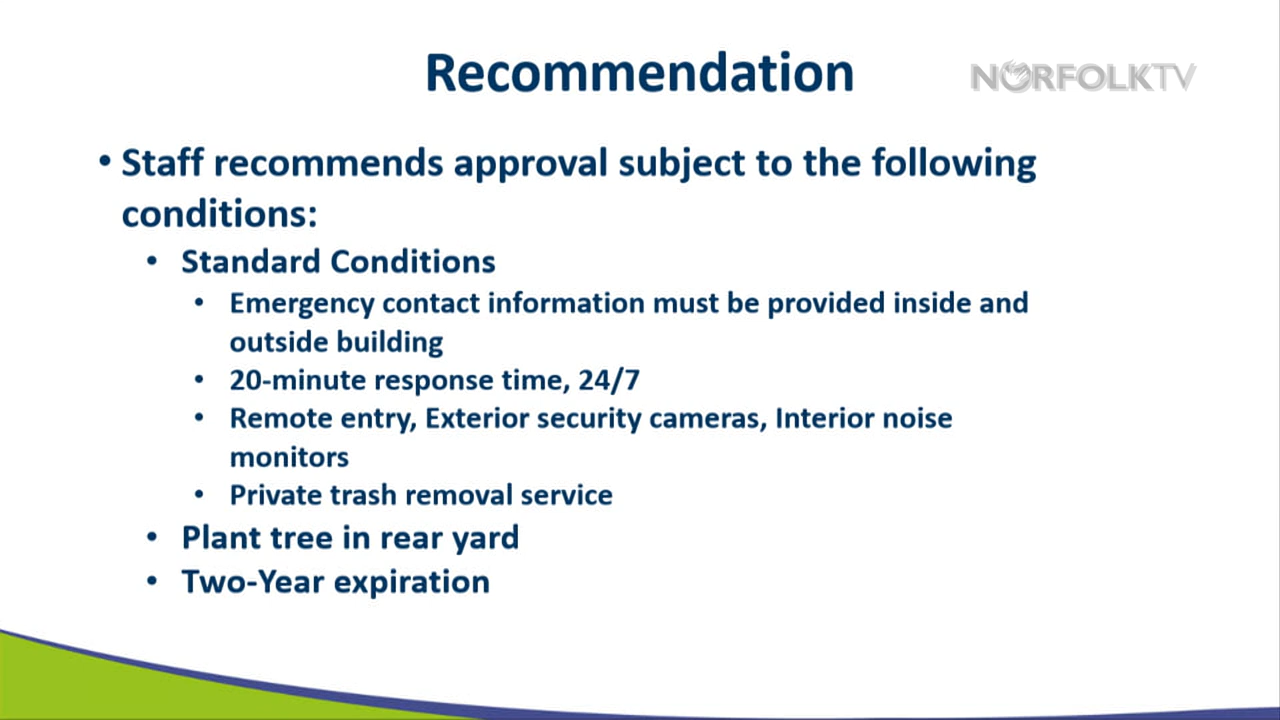 Recommendation
NORFOLKTV
• Staff recommends approval subject to the following
conditions:
• Standard Conditions
• Emergency contact information must be provided inside and
outside building
• 20-minute response time, 24/7
• Remote entry, Exterior security cameras, Interior noise
monitors
• Private trash removal service
• Plant tree in rear yard
• Two-Year expiration